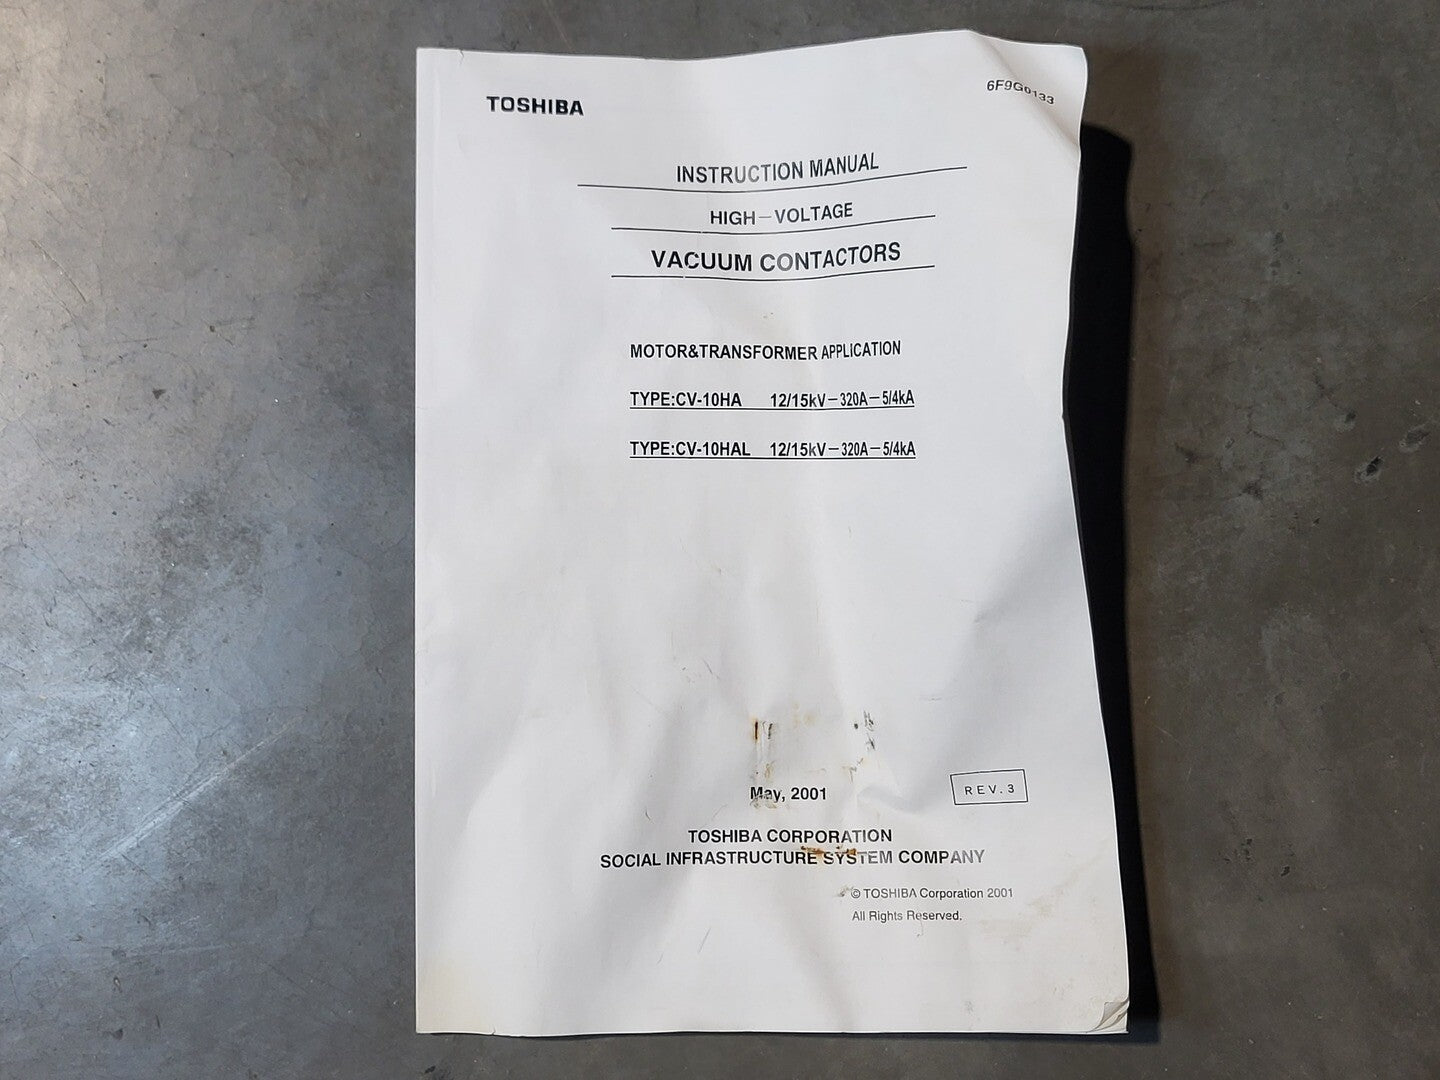 TOSHIBA
6F9G0133
INSTRUCTION MANUAL
HIGH－VOLTAGE
VACUUM CONTACTORS
MOTOR&TRANSFORMER APPLICATION
TYPE:CV-10HA 12/15kV－320A－5/4kA
TYPE:CV-10HAL 12/15kV－320A－5/4kA
May, 2001
REV.3
TOSHIBA CORPORATION
SOCIAL INFRASTRUCTURE SYSTEM COMPANY
© TOSHIBA Corporation 2001
All Rights Reserved.